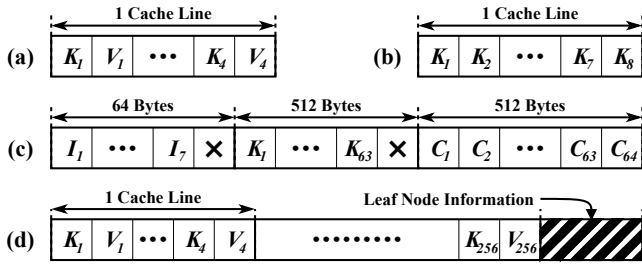 1 Cache Line 1 Cache Line
(a) K1 V1 ••• K4 V4 (b) K1 K2 ••• K7 K8
64 Bytes 512 Bytes 512 Bytes
(c) I1 ••• I7 × K1 ••• K63 × C1 C2 ••• C63 C64
1 Cache Line Leaf Node Information
(d) K1 V1 ••• K4 V4 ••••••••• K256 V256